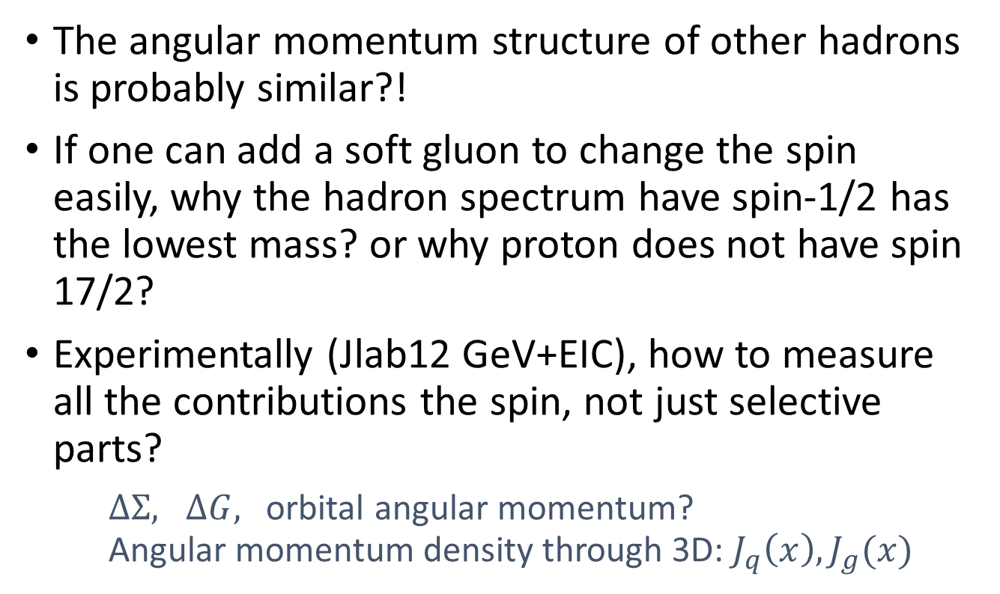 • The angular momentum structure of other hadrons
is probably similar?!
• If one can add a soft gluon to change the spin
easily, why the hadron spectrum have spin-1/2 has
the lowest mass? or why proton does not have spin
17/2?
• Experimentally (Jlab12 GeV+EIC), how to measure
all the contributions the spin, not just selective
parts?
ΔΣ, ΔG, orbital angular momentum?
Angular momentum density through 3D: J_q(x), J_g(x)